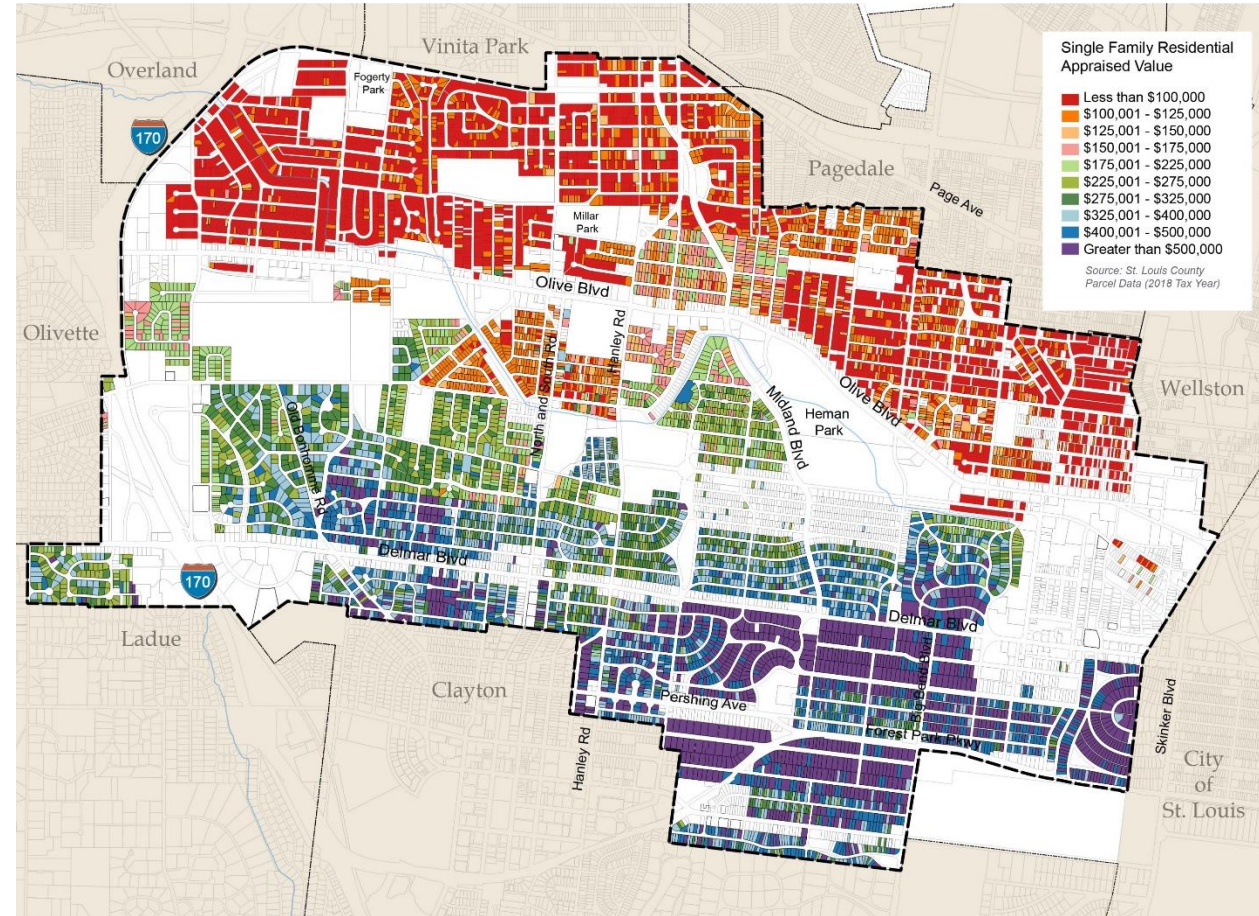 Vinita Park
Overland
Fogerty
Park
170
Single Family Residential
Appraised Value
Less than $100,000
$100,001 - $125,000
$125,001 - $150,000
$150,001 - $175,000
$175,001 - $225,000
$225,001 - $275,000
$275,001 - $325,000
$325,001 - $400,000
$400,001 - $500,000
Greater than $500,000
Source: St. Louis County
Parcel Data (2018 Tax Year)
Pagedale
Page Ave
Millar
Park
Olive Blvd
Olivette
North and South Rd
Henley Rd
Midland Blvd
Heman
Park
Olive Blvd
Wellston
Old Bonhomme Rd
Delmar Blvd
170
Ladue
Delmar Blvd
Clayton
Pershing Ave
Big Bend Blvd
Forest Park Pkwy
Hanley Rd
Skinker Blvd
City
of
St. Louis